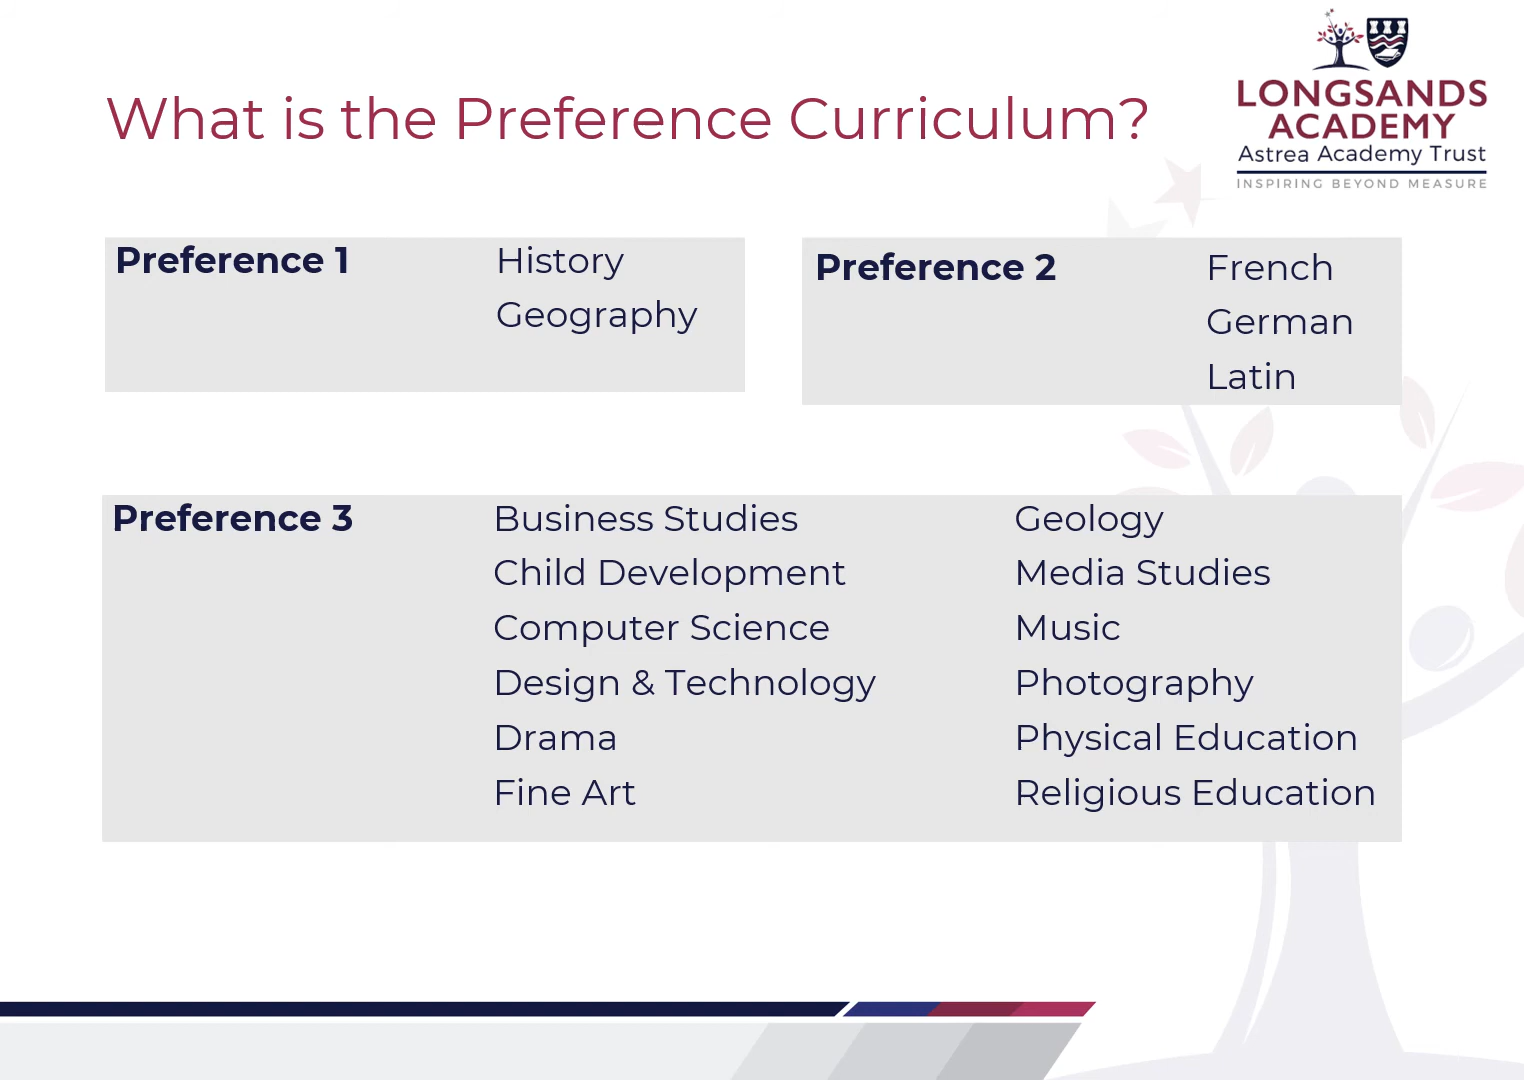 What is the Preference Curriculum?
LONGSANDS
ACADEMY
Astrea Academy Trust
INSPIRING BEYOND MEASURE
Preference 1
History
Geography
Preference 2
French
German
Latin
Preference 3
Business Studies
Child Development
Computer Science
Design & Technology
Drama
Fine Art
Geology
Media Studies
Music
Photography
Physical Education
Religious Education